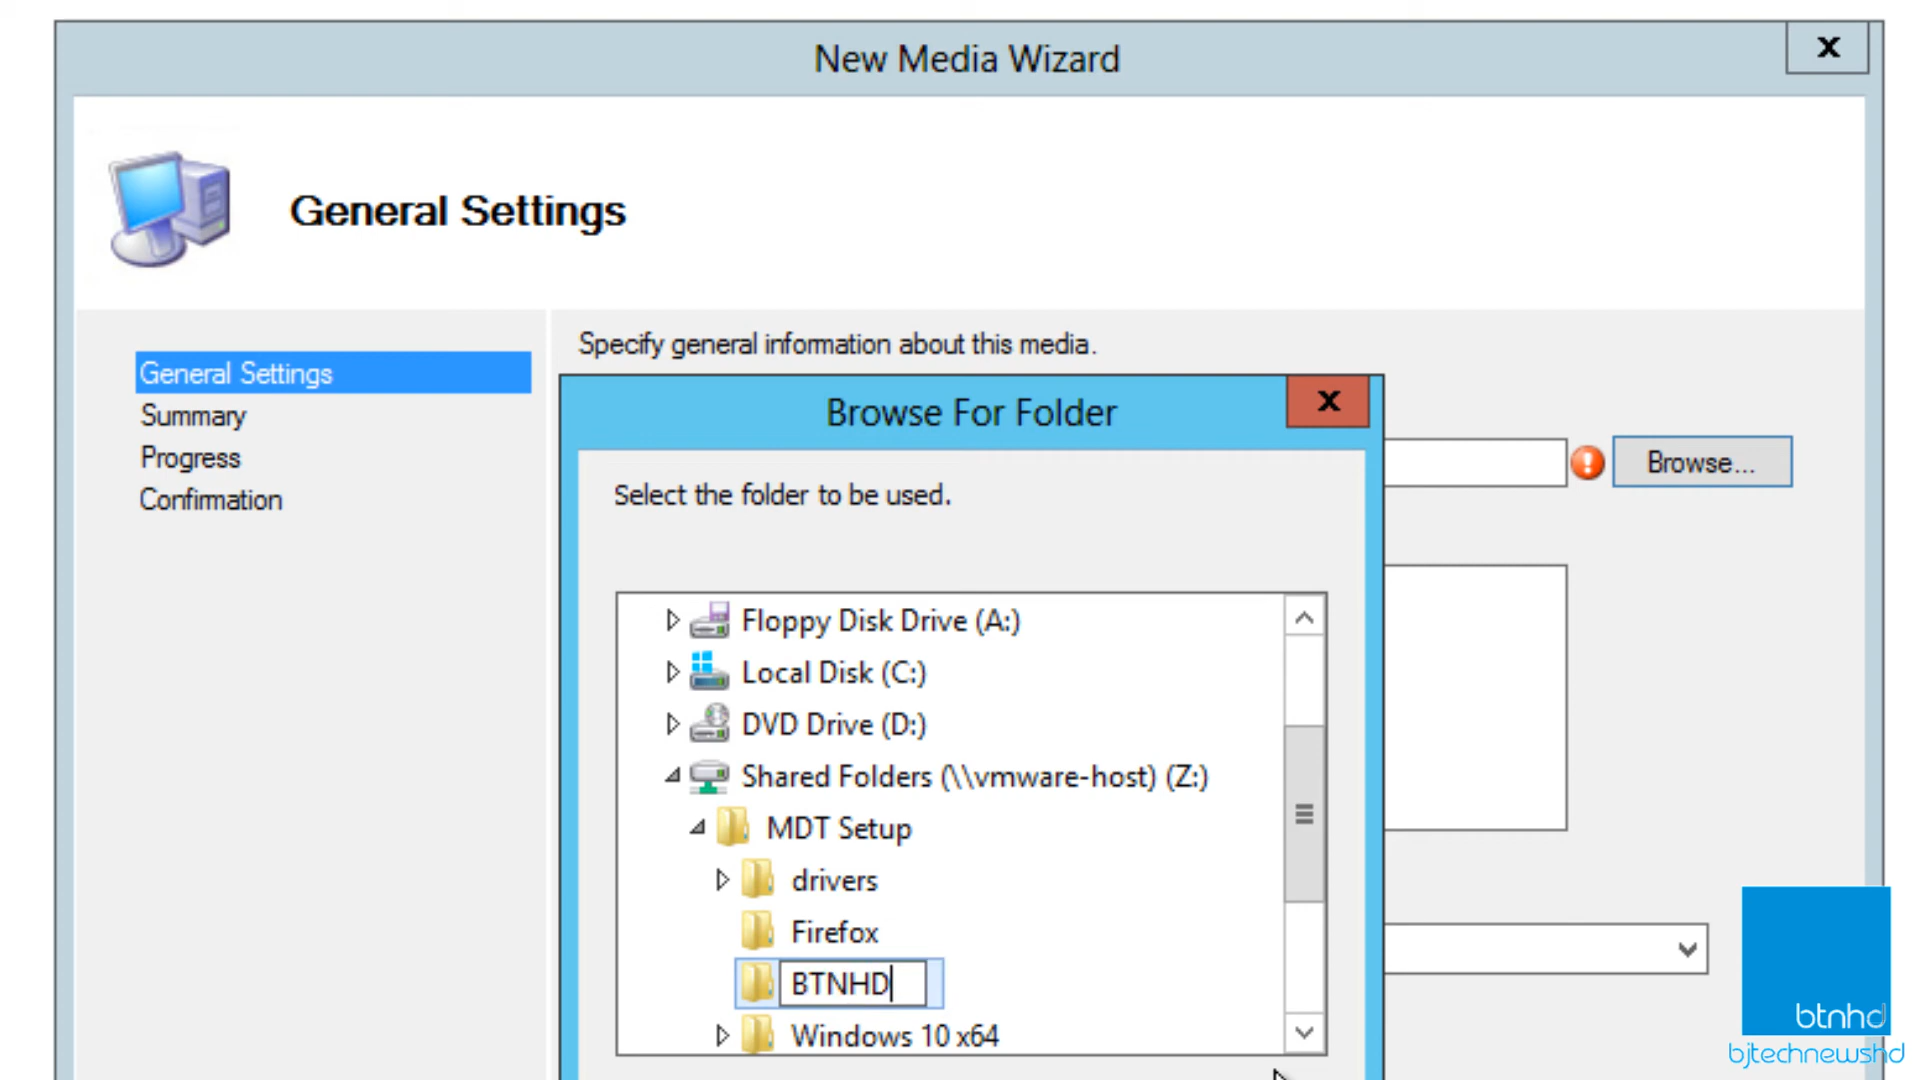 New Media Wizard
x
General Settings
General Settings
Summary
Progress
Confirmation
Specify general information about this media.
Browse For Folder
x
Browse...
Select the folder to be used.
Floppy Disk Drive (A:)
Local Disk (C:)
DVD Drive (D:)
Shared Folders (\\vmware-host) (Z:)
MDT Setup
drivers
Firefox
BTNHD
Windows 10 x64
btnhd
bjtechnewshd